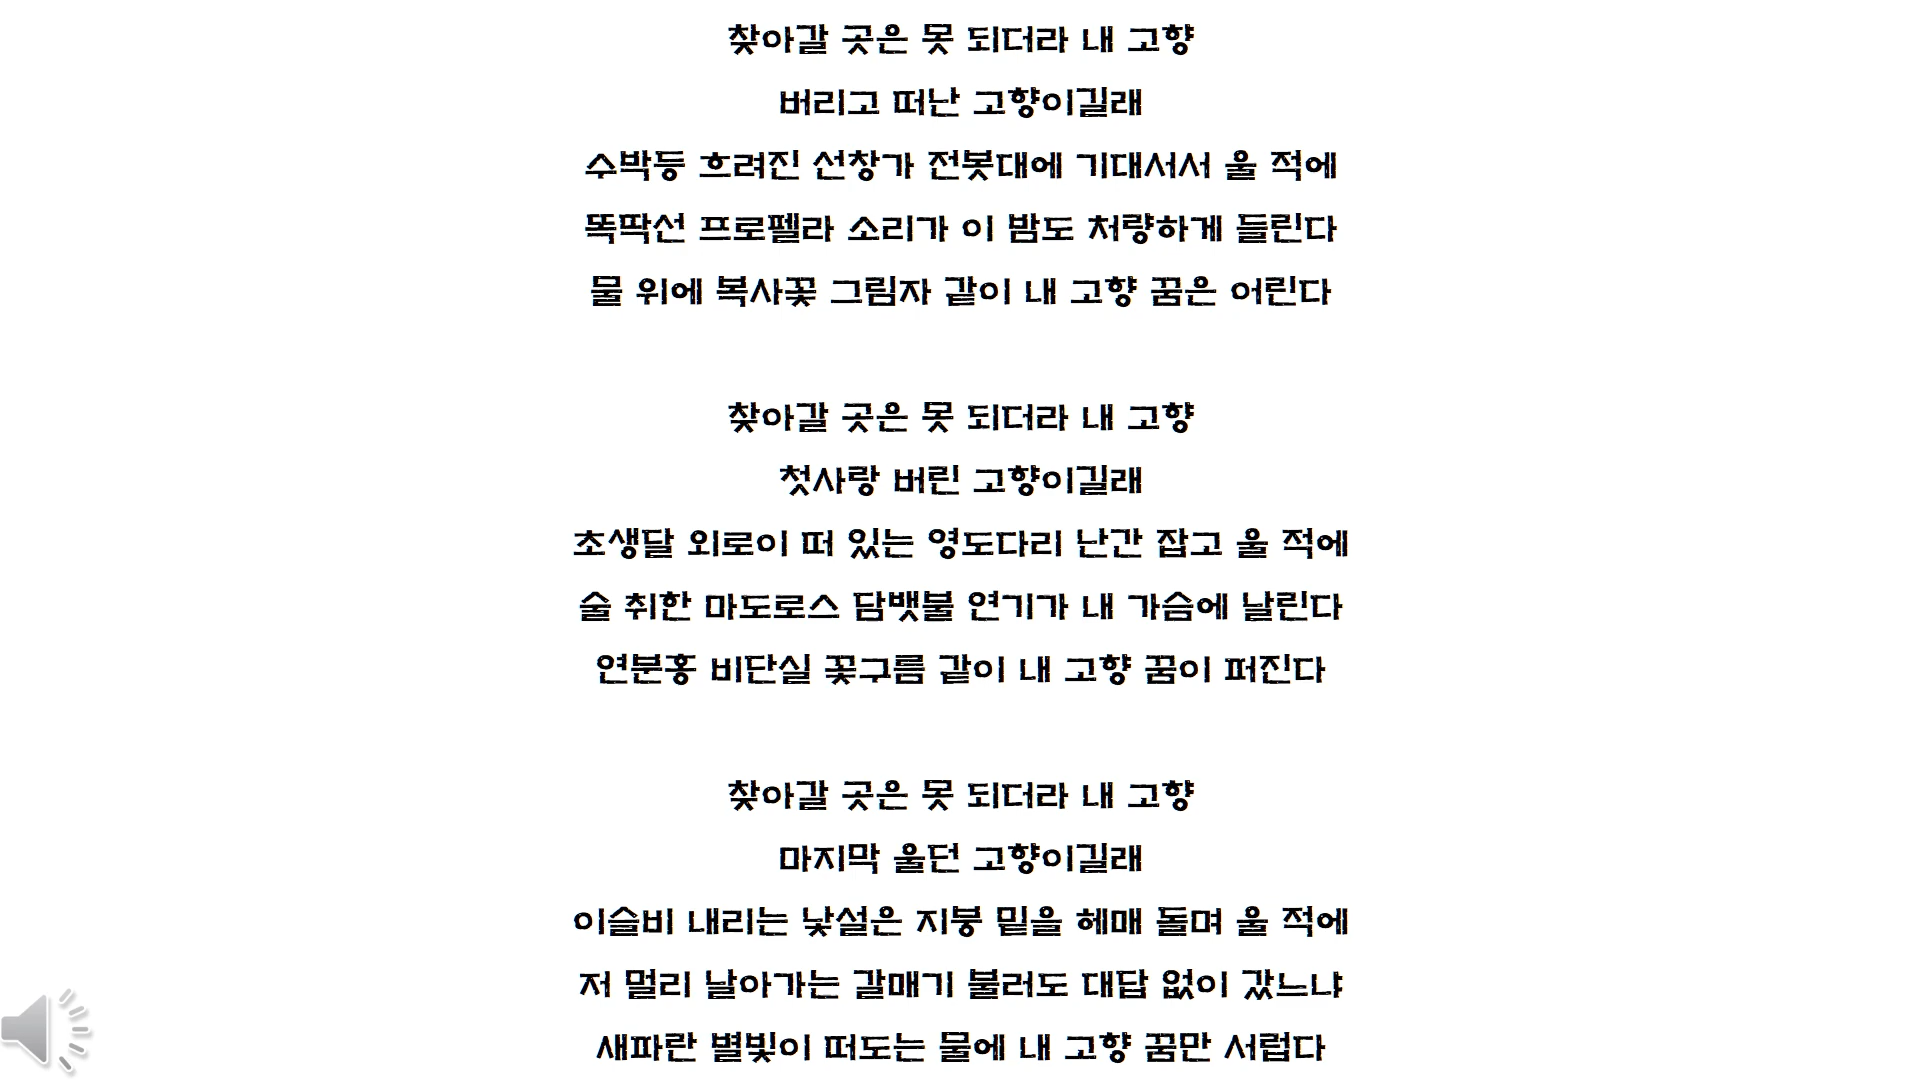 찾아갈 곳은 못 되더라 내 고향
버리고 떠난 고향이길래
수박등 흐려진 선창가 전봇대에 기대서서 울 적에
똑딱선 프로펠라 소리가 이 밤도 처량하게 들린다
물 위에 복사꽃 그림자 같이 내 고향 꿈은 어린다
찾아갈 곳은 못 되더라 내 고향
첫사랑 버린 고향이길래
초생달 외로이 떠 있는 영도다리 난간 잡고 울 적에
술 취한 마도로스 담뱃불 연기가 내 가슴에 날린다
연분홍 비단실 꽃구름 같이 내 고향 꿈이 퍼진다
찾아갈 곳은 못 되더라 내 고향
마지막 울던 고향이길래
이슬비 내리는 낯설은 지붕 밑을 헤매 돌며 울 적에
저 멀리 날아가는 갈매기 불러도 대답 없이 갔느냐
새파란 별빛이 떠도는 물에 내 고향 꿈만 서럽다